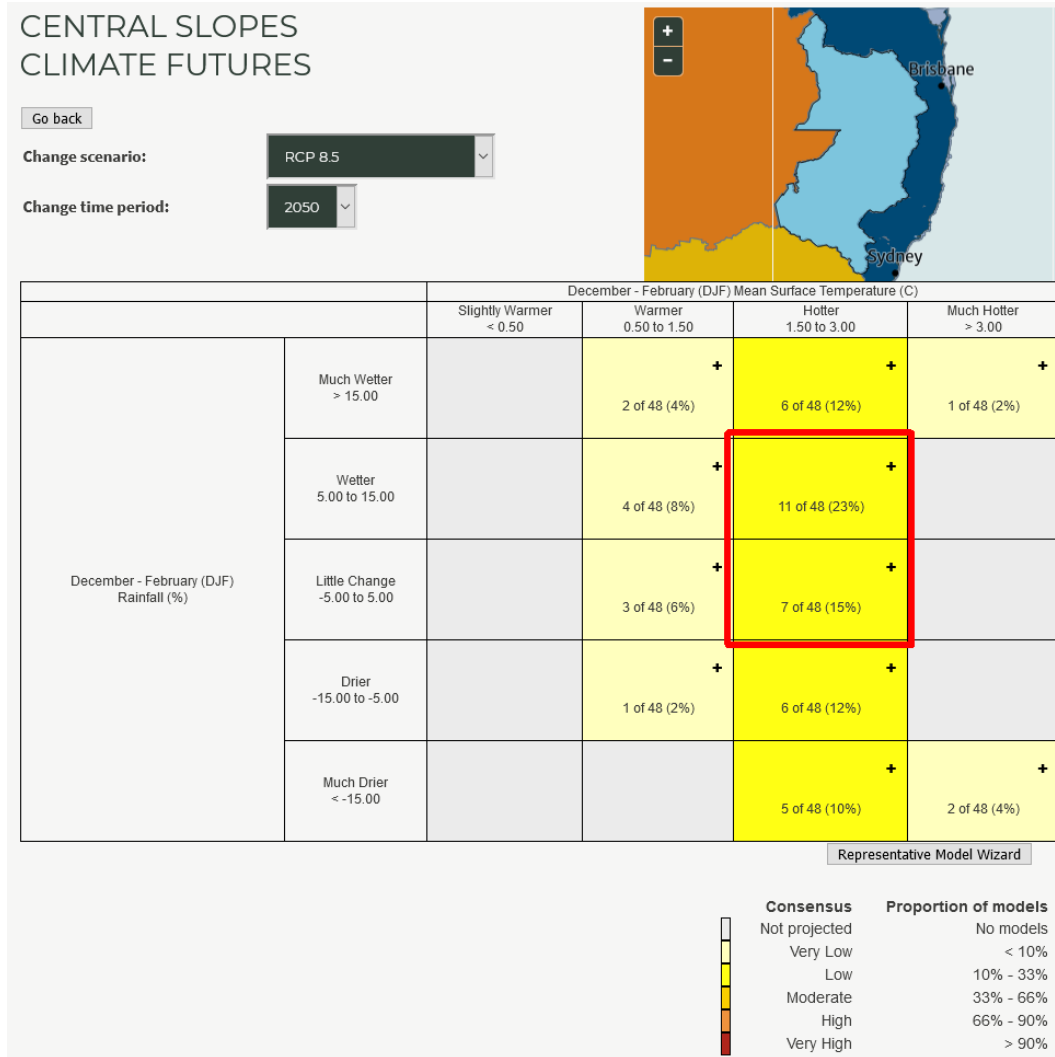 CENTRAL SLOPES
CLIMATE FUTURES
+
-
Brisbane
Sydney
Go back
Change scenario:
RCP 8.5
Change time period:
2050
December - February (DJF) Mean Surface Temperature (C)
Slightly Warmer
< 0.50
Warmer
0.50 to 1.50
Hotter
1.50 to 3.00
Much Hotter
> 3.00
December - February (DJF)
Rainfall (%)
Much Wetter
> 15.00
+
2 of 48 (4%)
+
6 of 48 (12%)
+
1 of 48 (2%)
Wetter
5.00 to 15.00
+
4 of 48 (8%)
+
11 of 48 (23%)
Little Change
-5.00 to 5.00
+
3 of 48 (6%)
+
7 of 48 (15%)
Drier
-15.00 to -5.00
+
1 of 48 (2%)
+
6 of 48 (12%)
Much Drier
< -15.00
+
5 of 48 (10%)
+
2 of 48 (4%)
Representative Model Wizard
Consensus Proportion of models
Not projected No models
Very Low < 10%
Low 10% - 33%
Moderate 33% - 66%
High 66% - 90%
Very High > 90%